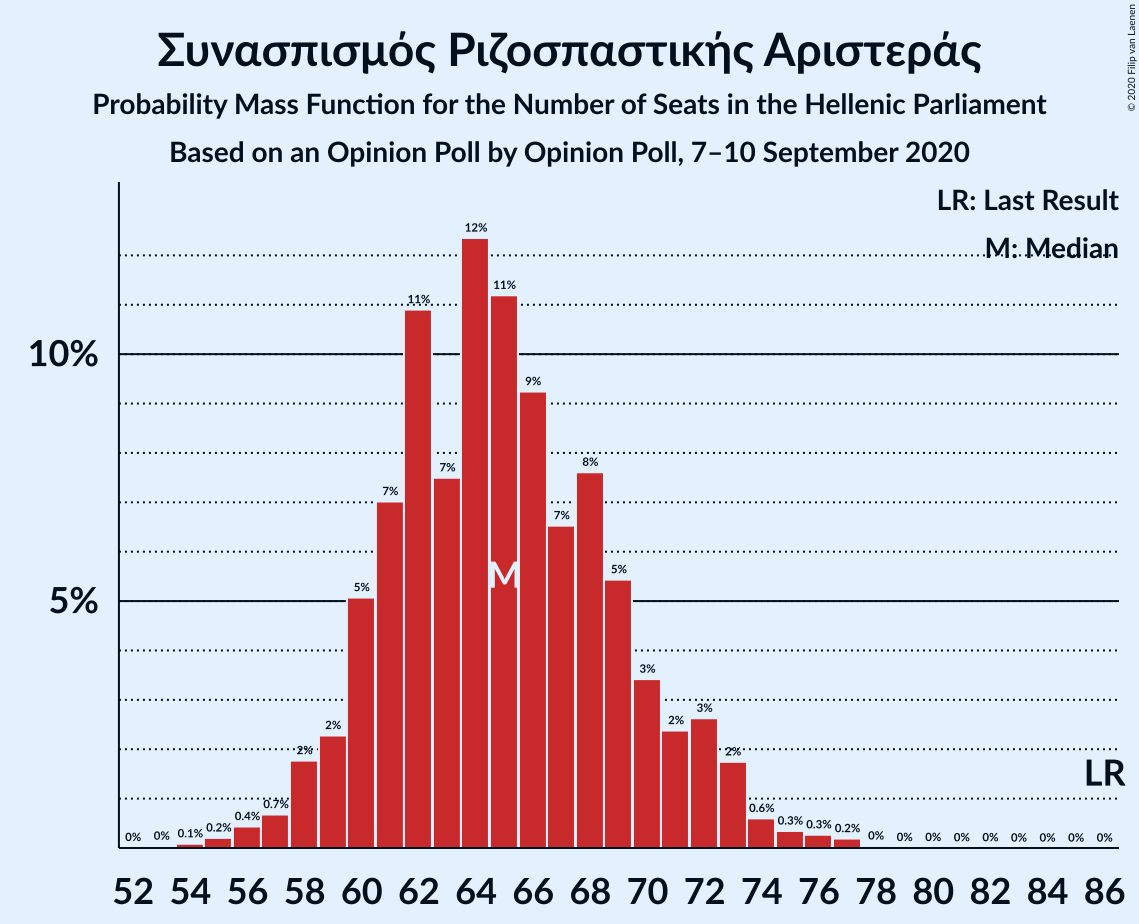 Συνασπισμός Ριζοσπαστικής Αριστεράς
Probability Mass Function for the Number of Seats in the Hellenic Parliament
Based on an Opinion Poll by Opinion Poll, 7–10 September 2020
© 2020 Filip van Laenen
LR: Last Result
M: Median
10%
5%
0% 0% 0.1% 0.2% 0.4% 0.7% 2% 2% 5% 7% 11% 7% 12% 11% 9% 7% 8% 5% 3% 2% 3% 2% 0.6% 0.3% 0.3% 0.2% 0% 0% 0% 0% 0% 0% 0% 0% 0%
M
LR
52 54 56 58 60 62 64 66 68 70 72 74 76 78 80 82 84 86